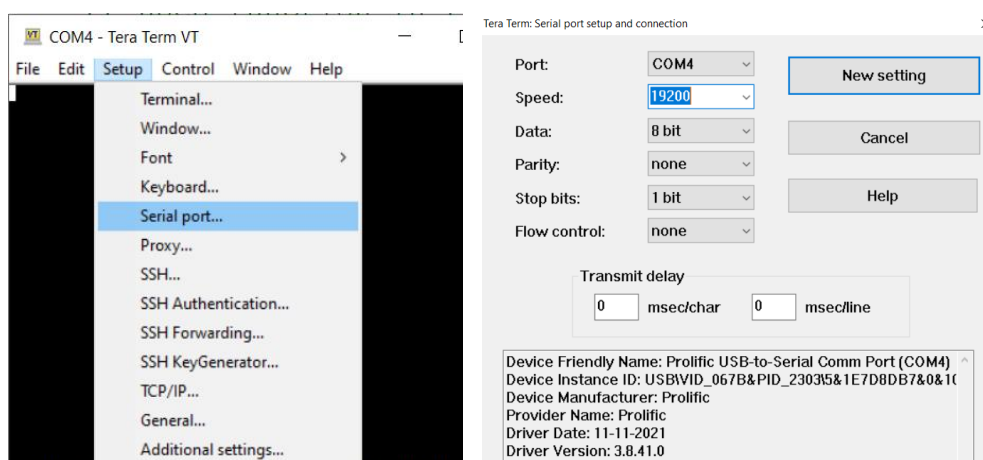 COM4 - Tera Term VT
File Edit Setup Control Window Help
Terminal...
Window...
Font
Keyboard...
Serial port...
Proxy...
SSH...
SSH Authentication...
SSH Forwarding...
SSH KeyGenerator...
TCP/IP...
General...
Additional settings...
Tera Term: Serial port setup and connection
Port: COM4
New setting
Speed: 19200
Data: 8 bit
Cancel
Parity: none
Stop bits: 1 bit
Help
Flow control: none
Transmit delay
0 msec/char 0 msec/line
Device Friendly Name: Prolific USB-to-Serial Comm Port (COM4)
Device Instance ID: USB\VID_067B&PID_2303\5&1E7D8DB7&0&1(
Device Manufacturer: Prolific
Provider Name: Prolific
Driver Date: 11-11-2021
Driver Version: 3.8.41.0